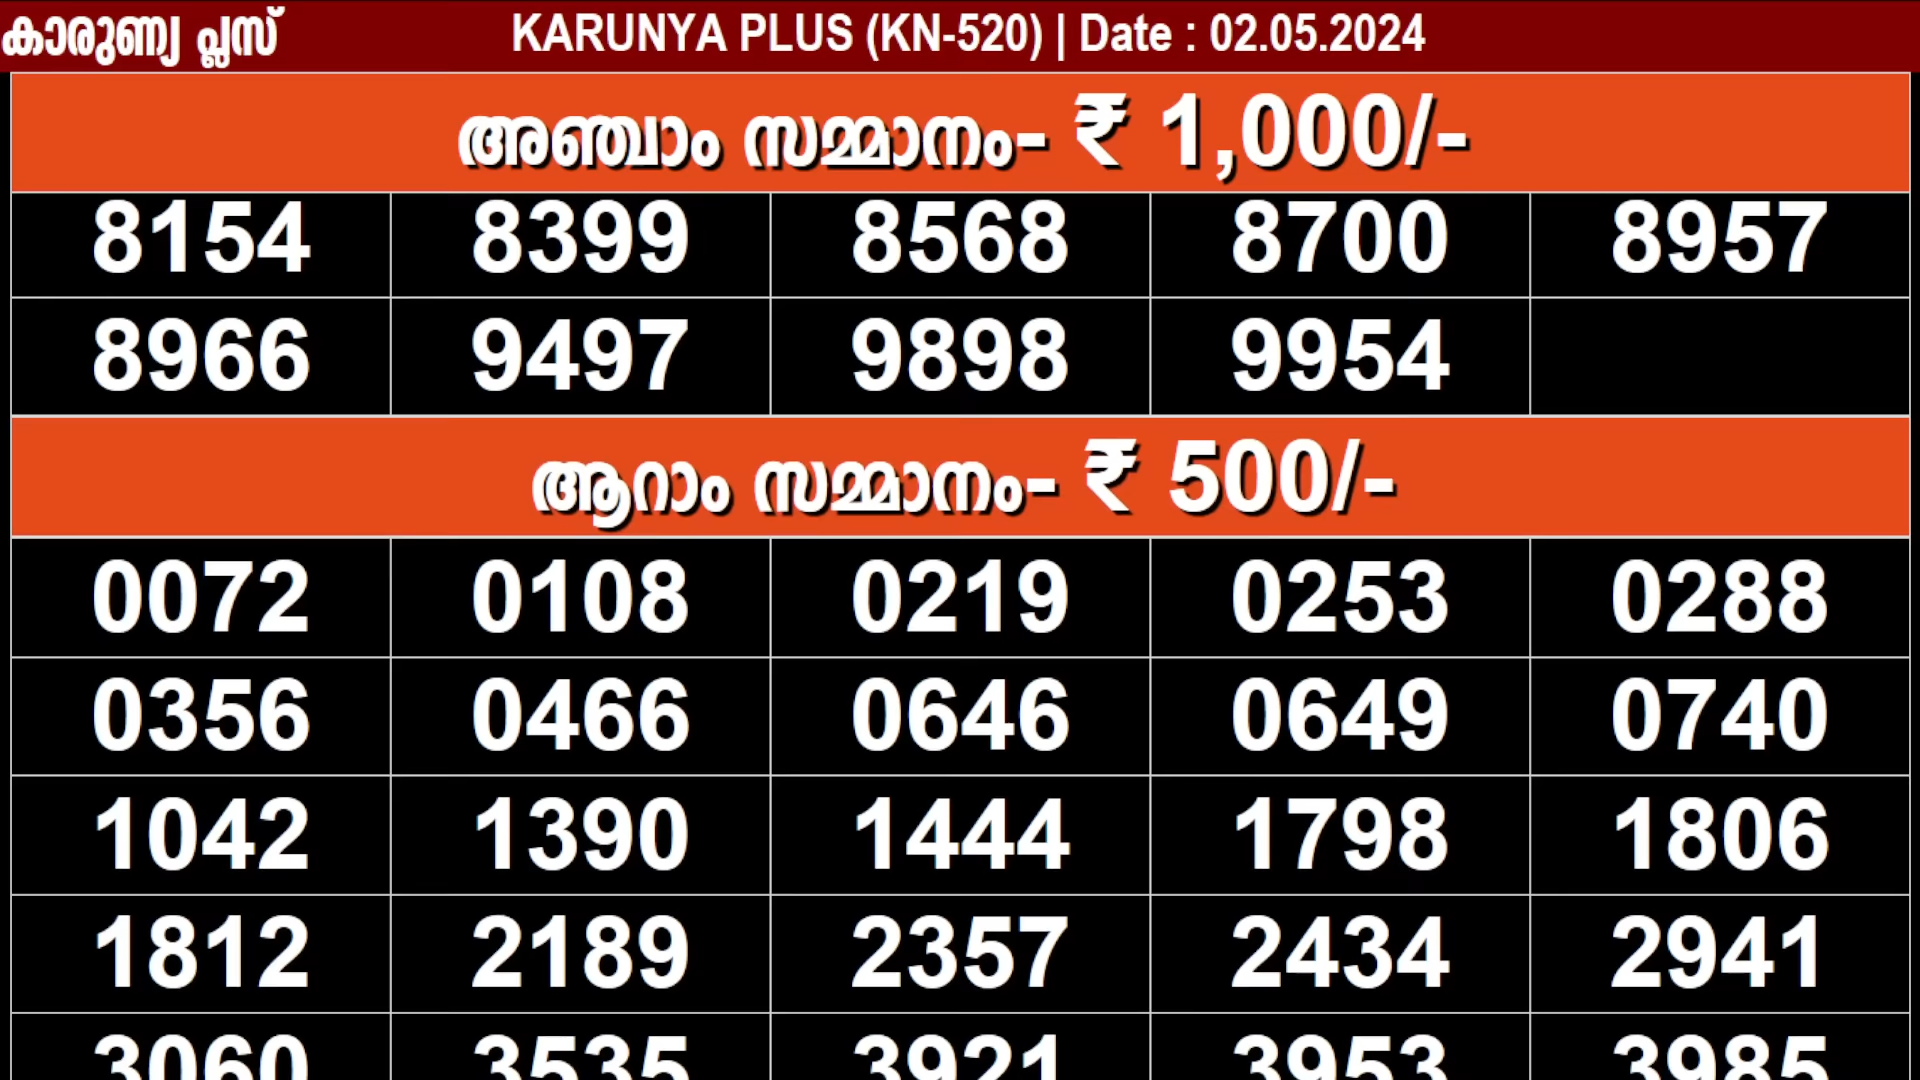 കാരുണ്യ പ്ലസ് KARUNYA PLUS (KN-520) | Date : 02.05.2024
അഞ്ചാം സമ്മാനം- ₹ 1,000/-
8154 8399 8568 8700 8957
8966 9497 9898 9954
ആറാം സമ്മാനം- ₹ 500/-
0072 0108 0219 0253 0288
0356 0466 0646 0649 0740
1042 1390 1444 1798 1806
1812 2189 2357 2434 2941
3060 3535 3921 3953 3985